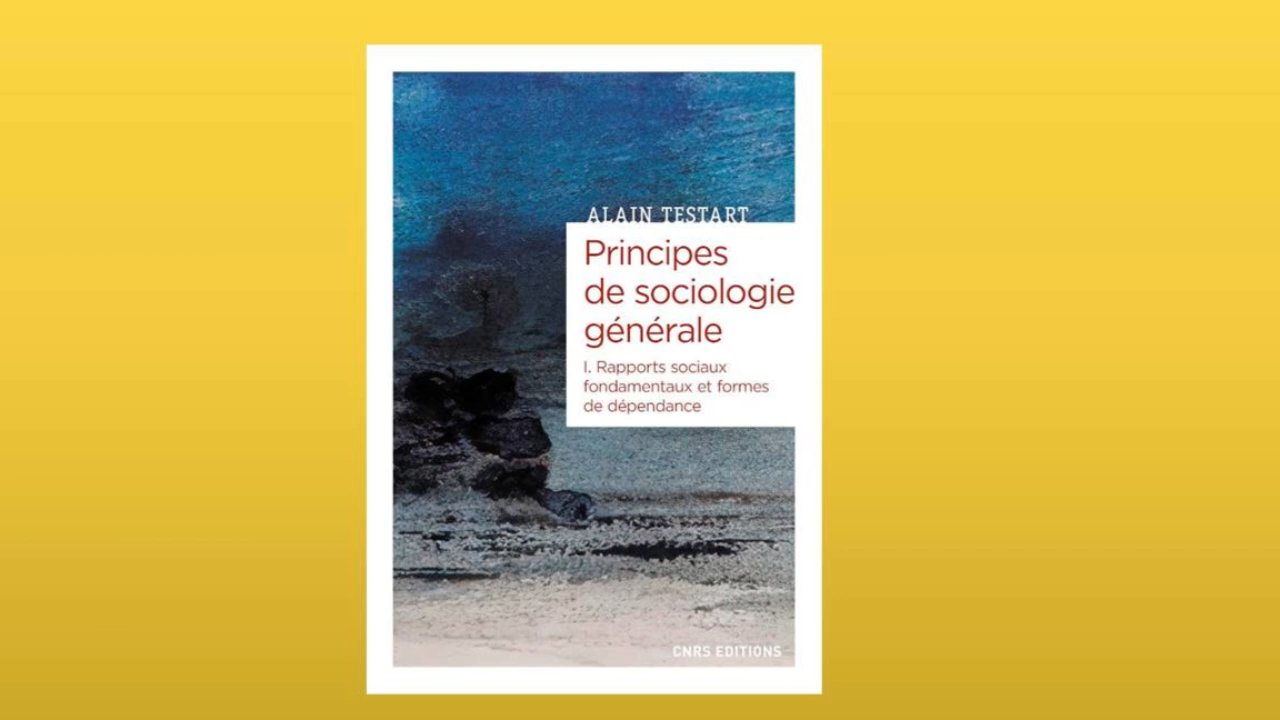 ALAIN TESTART
Principes
de sociologie
générale
I. Rapports sociaux
fondamentaux et formes
de dépendance
CNRS EDITIONS